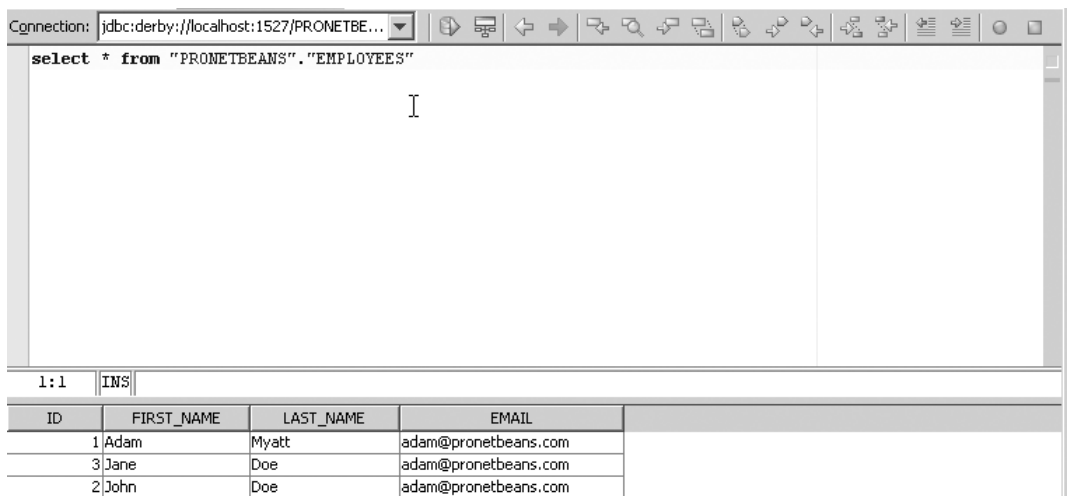 Connection: jdbc:derby://localhost:1527/PRONETBE...
select * from "PRONETBEANS"."EMPLOYEES"
1:1 INS
ID FIRST_NAME LAST_NAME EMAIL
1 Adam Myatt adam@pronetbeans.com
3 Jane Doe adam@pronetbeans.com
2 John Doe adam@pronetbeans.com